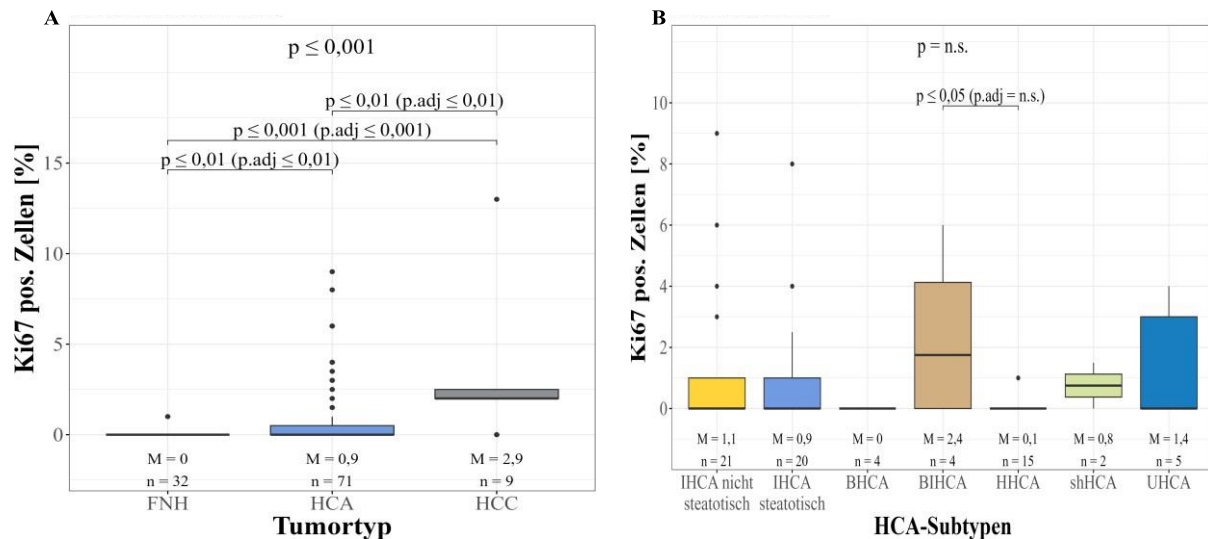 A
p ≤ 0,001
p ≤ 0,01 (p.adj ≤ 0,01)
p ≤ 0,001 (p.adj ≤ 0,001)
p ≤ 0,01 (p.adj ≤ 0,01)
Ki67 pos. Zellen [%]
15
10
5
0
M = 0
M = 0,9
M = 2,9
n = 32
n = 71
n = 9
FNH
HCA
HCC
Tumortyp
B
p = n.s.
p ≤ 0,05 (p.adj = n.s.)
Ki67 pos. Zellen [%]
10
8
6
4
2
0
M = 1,1
M = 0,9
M = 0
M = 2,4
M = 0,1
M = 0,8
M = 1,4
n = 21
n = 20
n = 4
n = 4
n = 15
n = 2
n = 5
IHCA nicht
steatotisch
IHCA
steatotisch
BHCA
BIHCA
HHCA
shHCA
UHCA
HCA-Subtypen